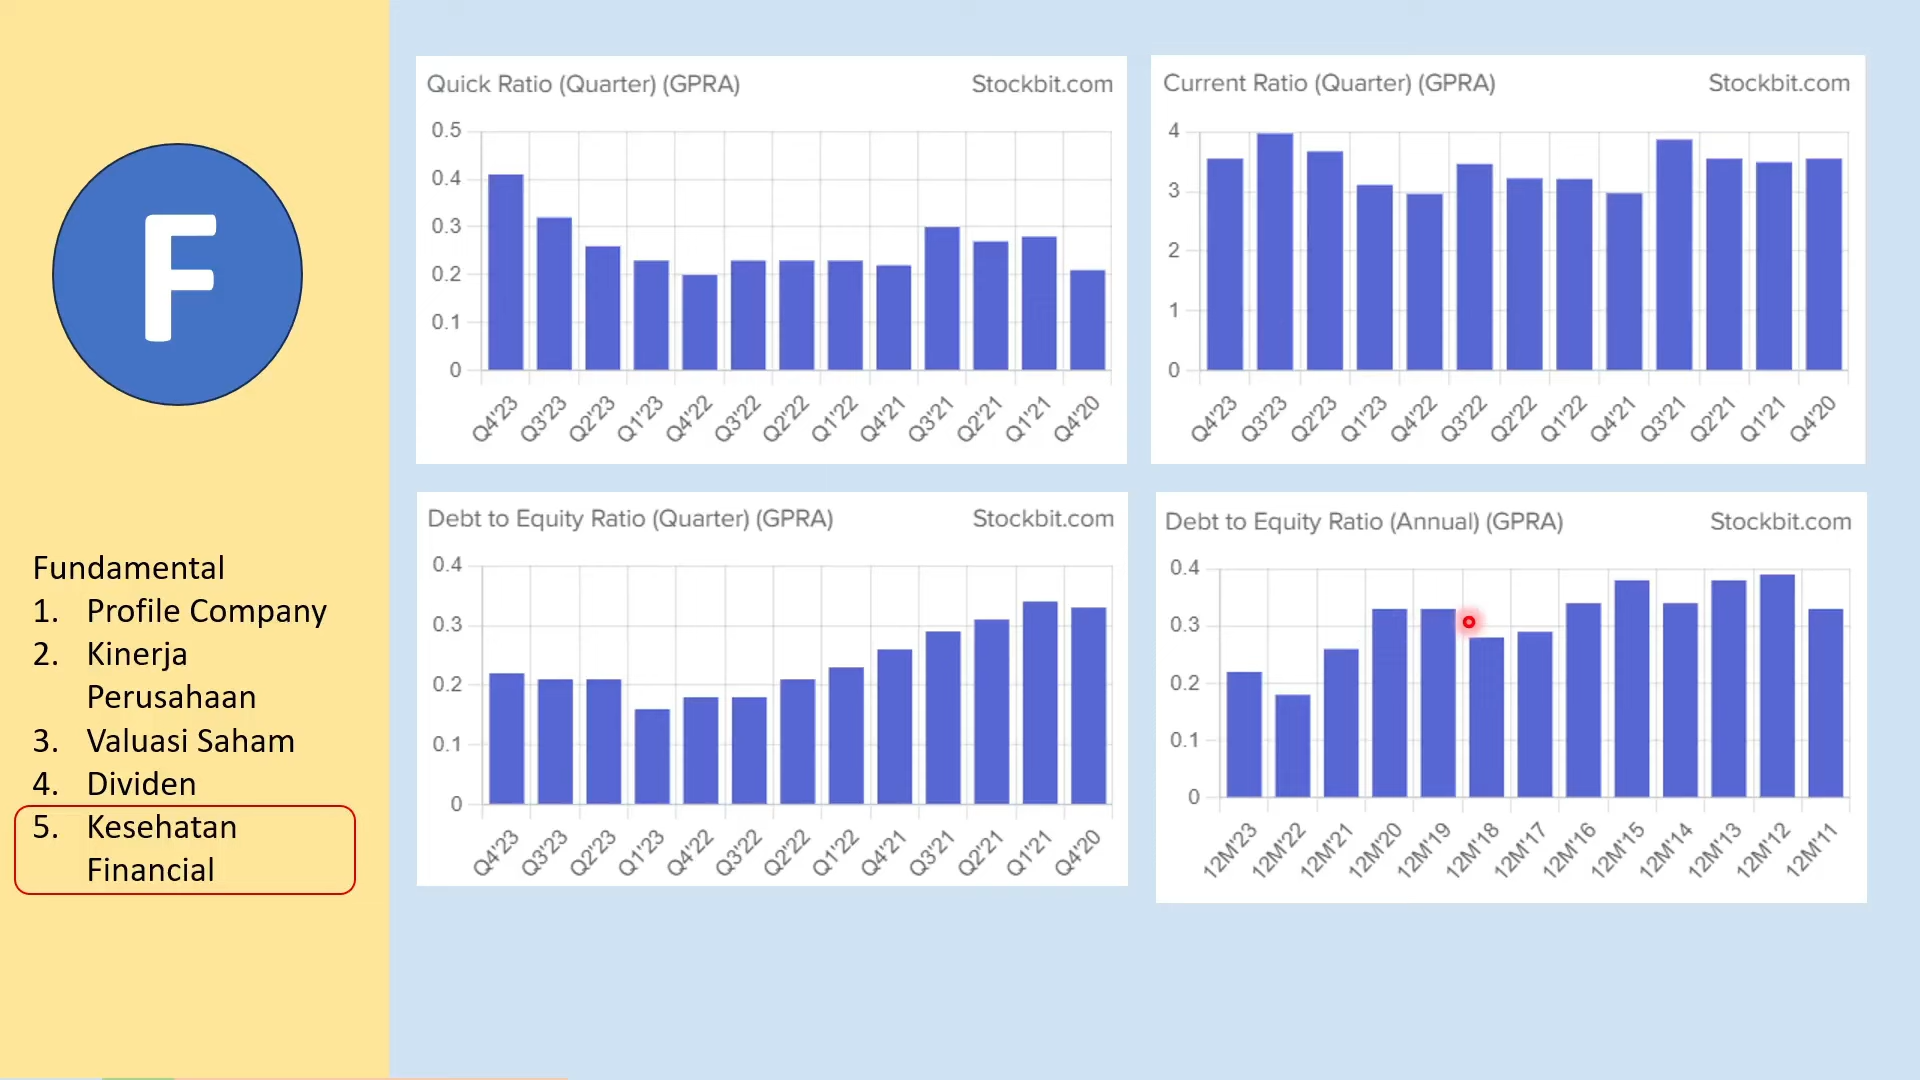 F
Fundamental
1. Profile Company
2. Kinerja
Perusahaan
3. Valuasi Saham
4. Dividen
5. Kesehatan
Financial
Quick Ratio (Quarter) (GPRA) Stockbit.com
0.5
0.4
0.3
0.2
0.1
0
Q4'23 Q3'23 Q2'23 Q1'23 Q4'22 Q3'22 Q2'22 Q1'22 Q4'21 Q3'21 Q2'21 Q1'21 Q4'20
Current Ratio (Quarter) (GPRA) Stockbit.com
4
3
2
1
0
Q4'23 Q3'23 Q2'23 Q1'23 Q4'22 Q3'22 Q2'22 Q1'22 Q4'21 Q3'21 Q2'21 Q1'21 Q4'20
Debt to Equity Ratio (Quarter) (GPRA) Stockbit.com
0.4
0.3
0.2
0.1
0
Q4'23 Q3'23 Q2'23 Q1'23 Q4'22 Q3'22 Q2'22 Q1'22 Q4'21 Q3'21 Q2'21 Q1'21 Q4'20
Debt to Equity Ratio (Annual) (GPRA) Stockbit.com
0.4
0.3
0.2
0.1
0
12M'23 12M'22 12M'21 12M'20 12M'19 12M'18 12M'17 12M'16 12M'15 12M'14 12M'13 12M'12 12M'11